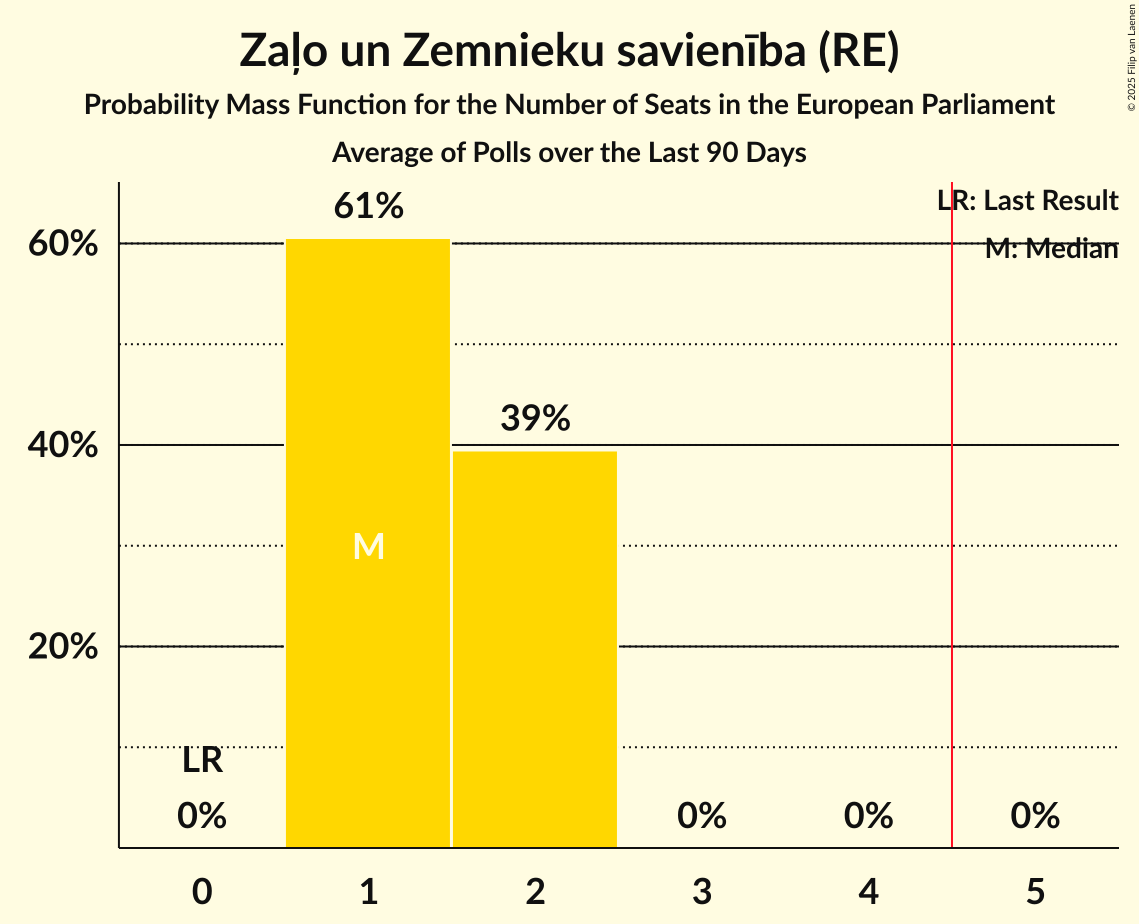 Zaļo un Zemnieku savienība (RE)
Probability Mass Function for the Number of Seats in the European Parliament
Average of Polls over the Last 90 Days
© 2025 Filip van Laenen
LR: Last Result
M: Median
61%
60%
39%
40%
M
20%
LR
0%
0%
0%
0%
0
1
2
3
4
5